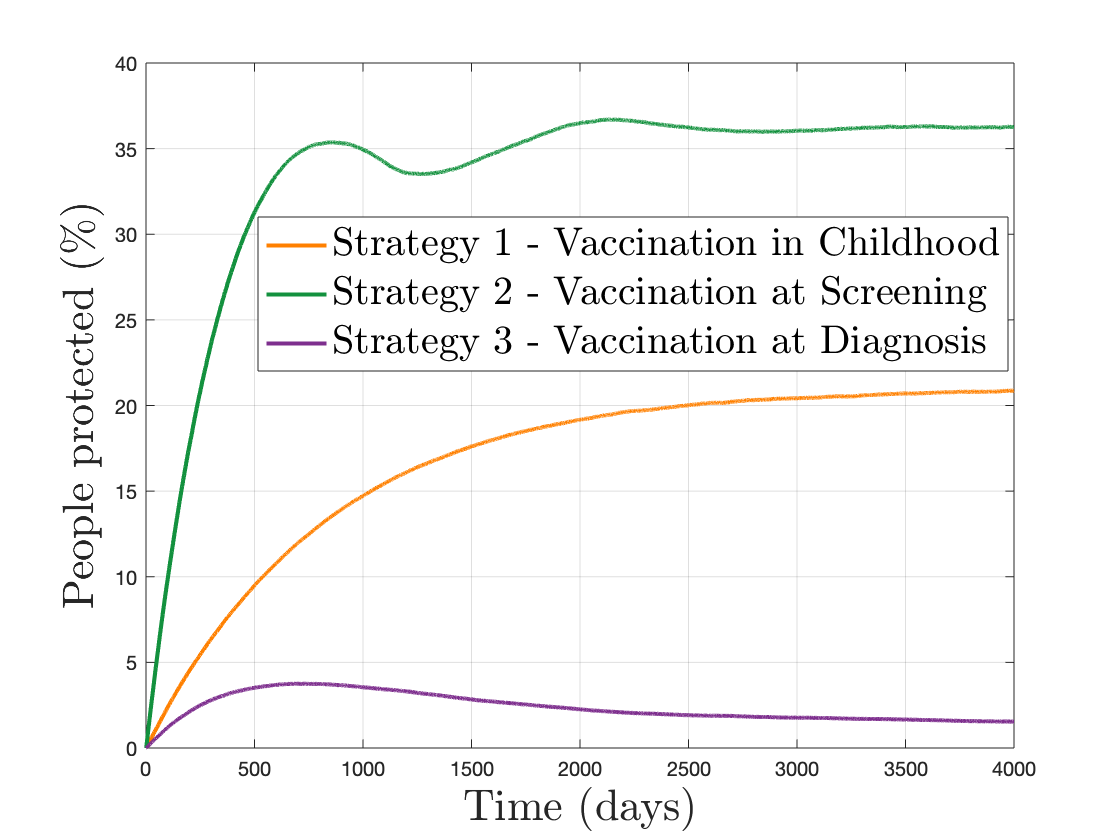 40
35
30
25
20
15
10
5
0
People protected (%)
Strategy 1 - Vaccination in Childhood
Strategy 2 - Vaccination at Screening
Strategy 3 - Vaccination at Diagnosis
0 500 1000 1500 2000 2500 3000 3500 4000
Time (days)